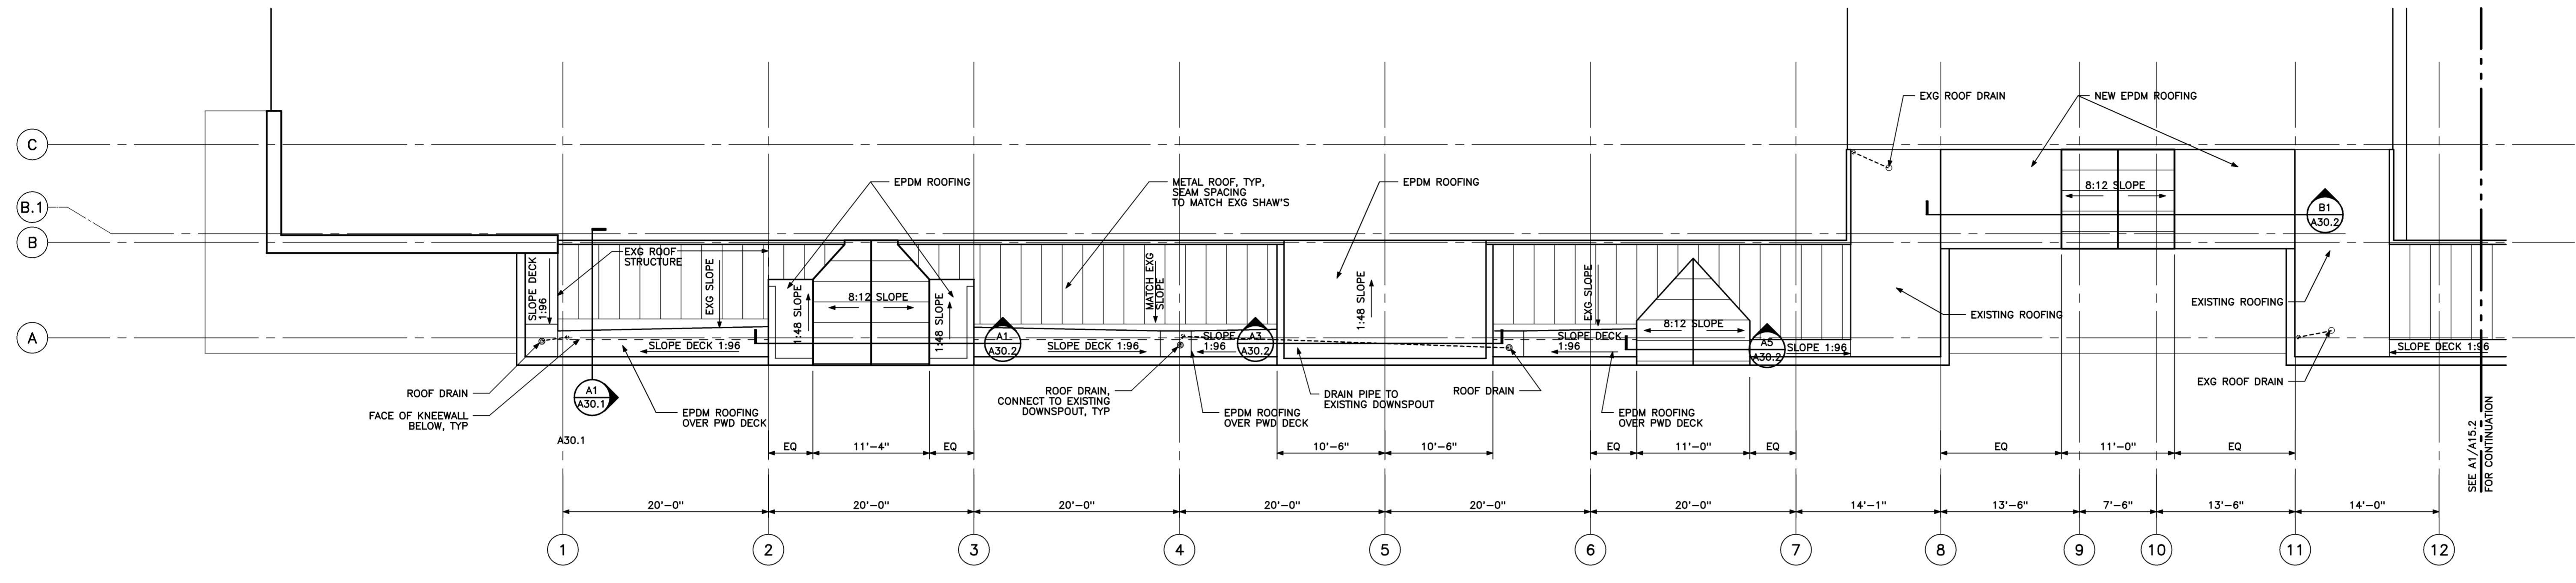 EXG ROOF DRAIN
NEW EPDM ROOFING
C
EPDM ROOFING
METAL ROOF, TYP,
SEAM SPACING
TO MATCH EXG SHAW'S
EPDM ROOFING
8:12 SLOPE
B.1
B1
A30.2
B
EXG ROOF
STRUCTURE
SLOPE DECK
1:96
EXG SLOPE
1:48 SLOPE
8:12 SLOPE
1:48 SLOPE
MATCH EXG
SLOPE
1:48 SLOPE
EXG SLOPE
8:12 SLOPE
EXISTING ROOFING
EXISTING ROOFING
A
SLOPE DECK 1:96
A1
A30.2
SLOPE DECK 1:96
SLOPE
1:96
A3
A30.2
SLOPE DECK
1:96
A5
A30.2
SLOPE 1:96
SLOPE DECK 1:96
ROOF DRAIN
A1
A30.1
ROOF DRAIN,
CONNECT TO EXISTING
DOWNSPOUT, TYP
DRAIN PIPE TO
EXISTING DOWNSPOUT
ROOF DRAIN
EXG ROOF DRAIN
FACE OF KNEEWALL
BELOW, TYP
EPDM ROOFING
OVER PWD DECK
EPDM ROOFING
OVER PWD DECK
EPDM ROOFING
OVER PWD DECK
A30.1
EQ
11'-4"
EQ
10'-6"
10'-6"
EQ
11'-0"
EQ
EQ
11'-0"
EQ
SEE A1/A15.2
FOR CONTINUATION
20'-0"
20'-0"
20'-0"
20'-0"
20'-0"
20'-0"
14'-1"
13'-6"
7'-6"
13'-6"
14'-0"
1
2
3
4
5
6
7
8
9
10
11
12